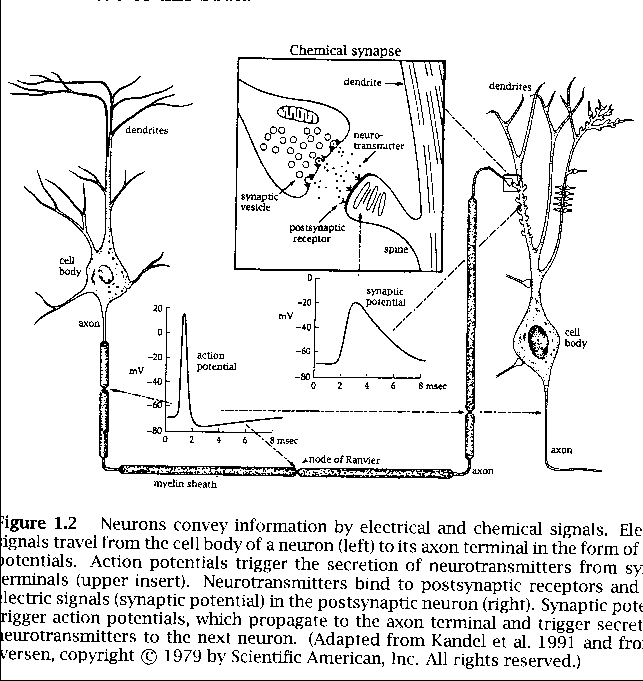 Chemical synapse
dendrite
dendrites
neuro-
transmitter
synaptic
vesicle
postsynaptic
receptor
spine
dendrites
cell
body
axon
20
0
-20
mV
-40
-60
-80
action
potential
0 2 4 6 8 msec
0
-20
mV
-40
-60
-80
synaptic
potential
0 2 4 6 8 msec
cell
body
axon
node of Ranvier
axon
myelin sheath
igure 1.2 Neurons convey information by electrical and chemical signals. Ele
ignals travel from the cell body of a neuron (left) to its axon terminal in the form of
otentials. Action potentials trigger the secretion of neurotransmitters from sy
erminals (upper insert). Neurotransmitters bind to postsynaptic receptors and
lectric signals (synaptic potential) in the postsynaptic neuron (right). Synaptic pote
rigger action potentials, which propagate to the axon terminal and trigger secret
eurotransmitters to the next neuron. (Adapted from Kandel et al. 1991 and fro
versen, copyright © 1979 by Scientific American, Inc. All rights reserved.)